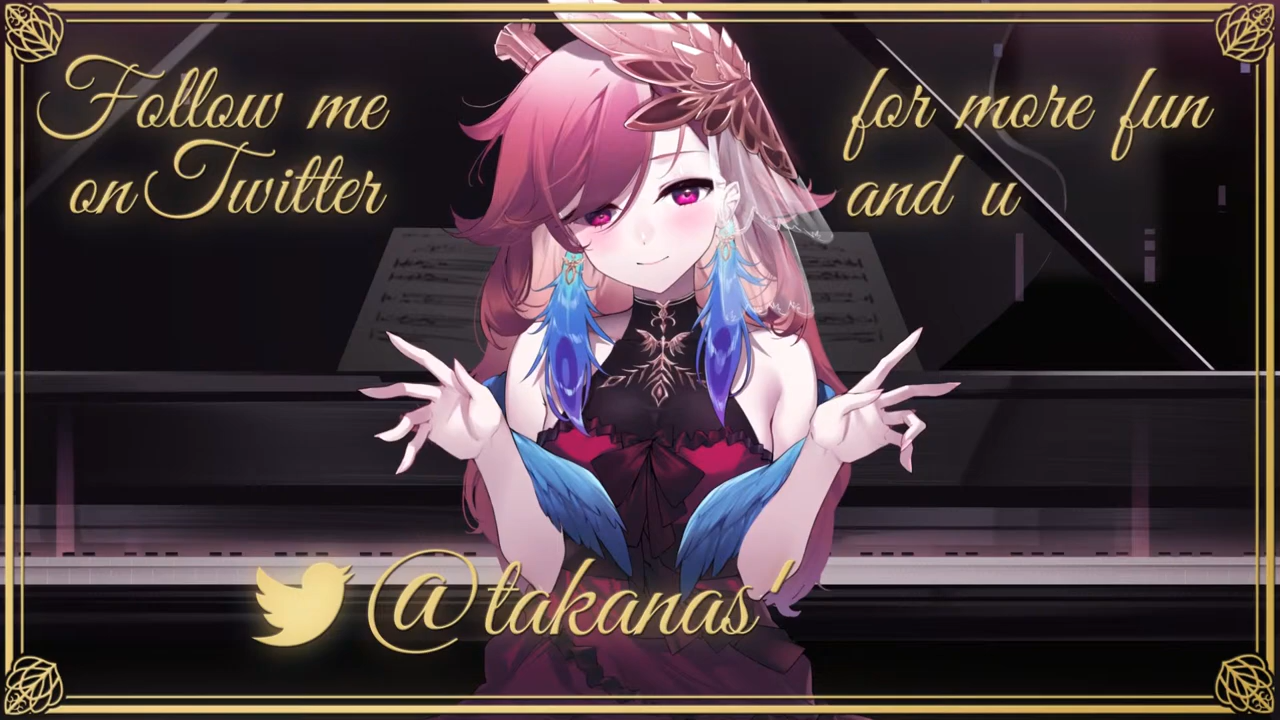 Follow me
on Twitter
for more fun
and u
@takanas